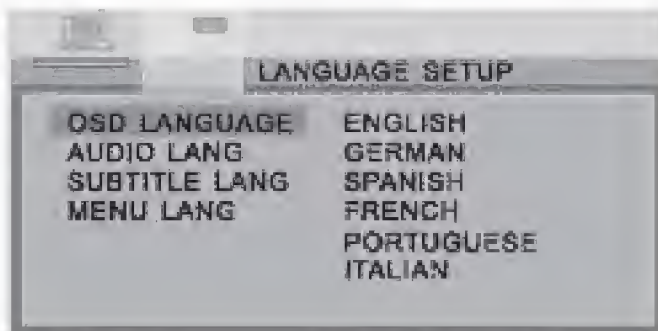 LANGUAGE SETUP
OSD LANGUAGE ENGLISH
AUDIO LANG GERMAN
SUBTITLE LANG SPANISH
MENU LANG FRENCH
PORTUGUESE
ITALIAN